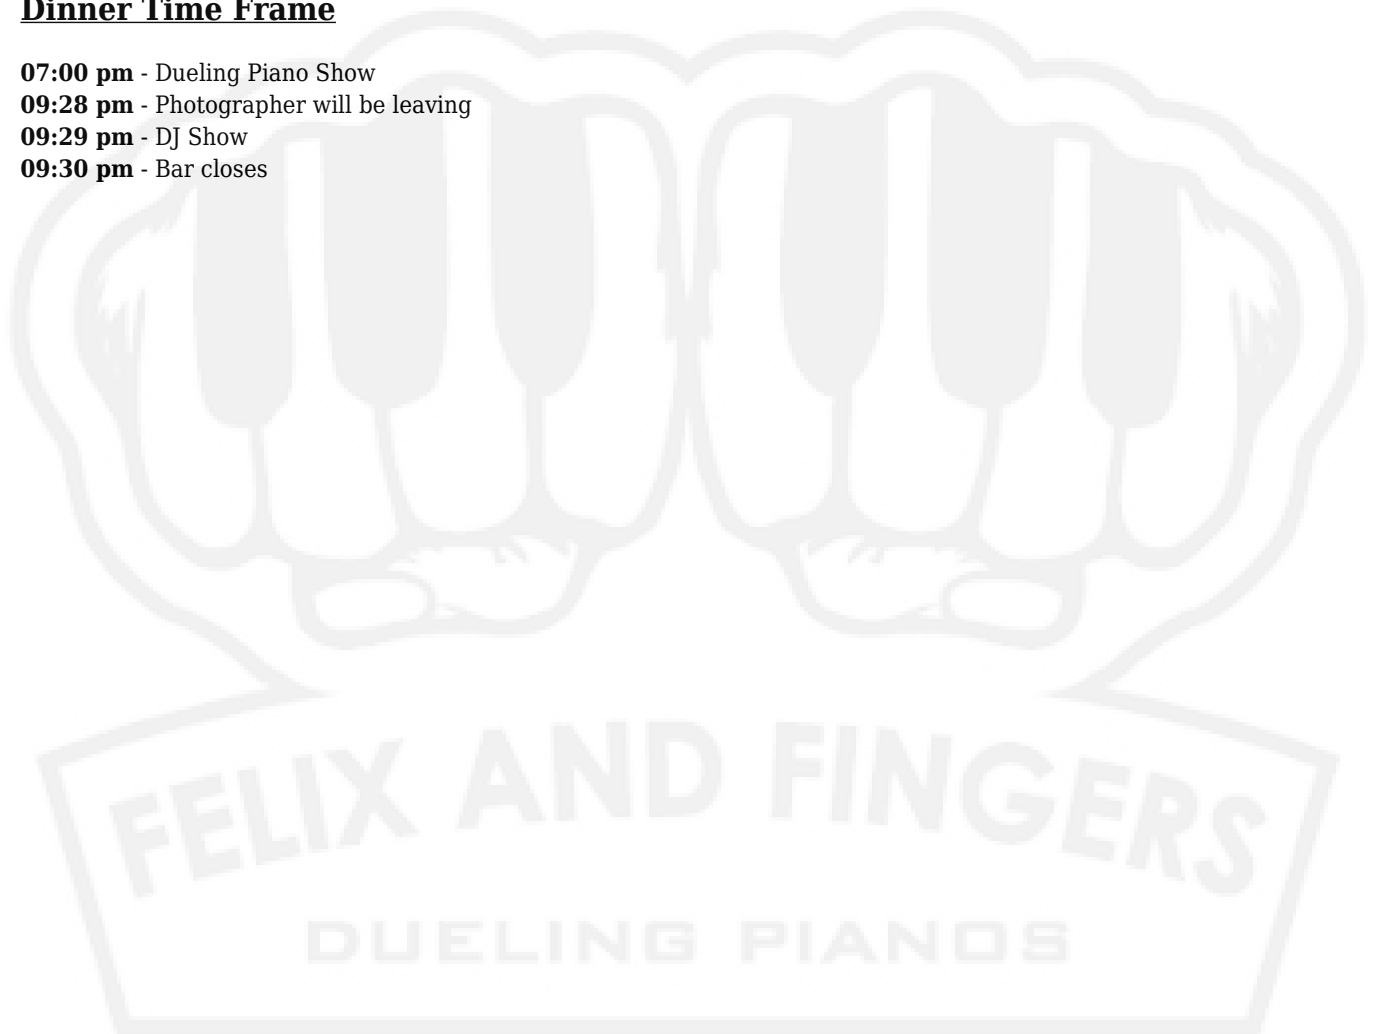 Dinner Time Frame
07:00 pm - Dueling Piano Show
09:28 pm - Photographer will be leaving
09:29 pm - DJ Show
09:30 pm - Bar closes
FELIX AND FINGERS
DUELING PIANOS